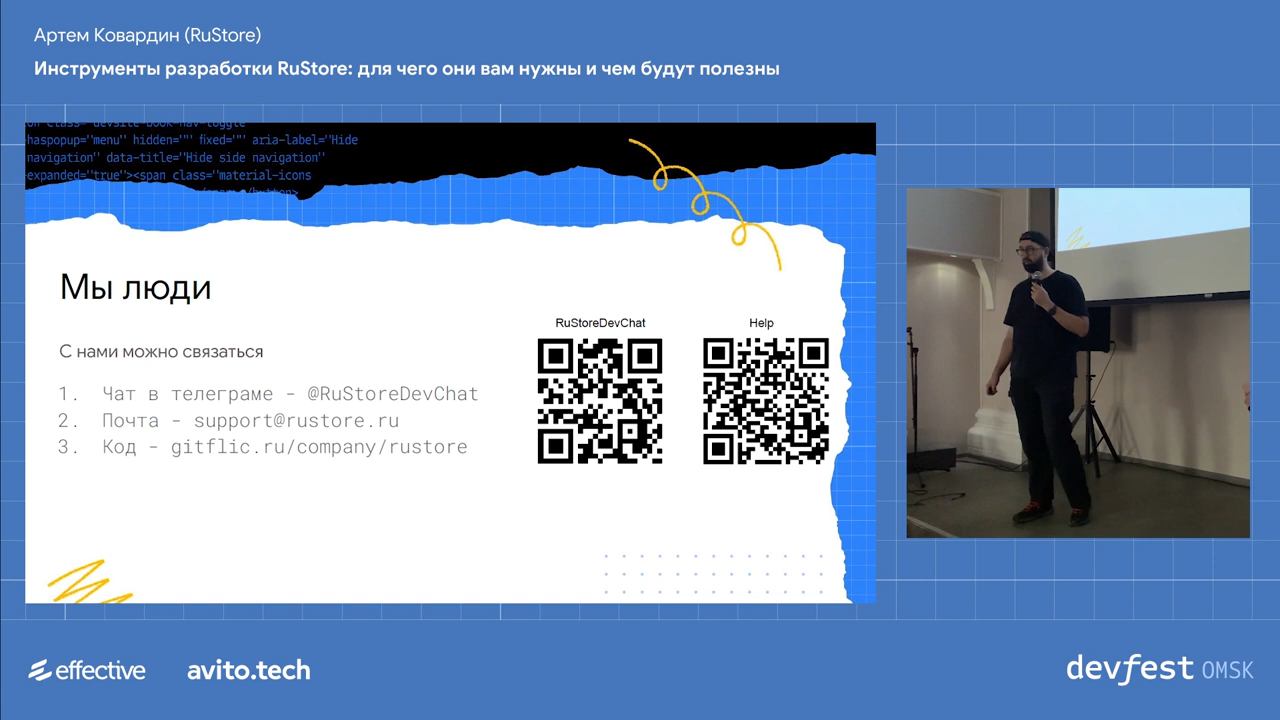 Артем Ковардин (RuStore)
Инструменты разработки RuStore: для чего они вам нужны и чем будут полезны
haspopup="menu" hidden="" fixed="" aria-label="Hide
navigation" data-title="Hide side navigation"
expanded="true"><span class="material-icons
Мы люди
С нами можно связаться
1. Чат в телеграме - @RuStoreDevChat
2. Почта - support@rustore.ru
3. Код - gitflic.ru/company/rustore
RuStoreDevChat
Help
effective
avito.tech
devfest OMSK